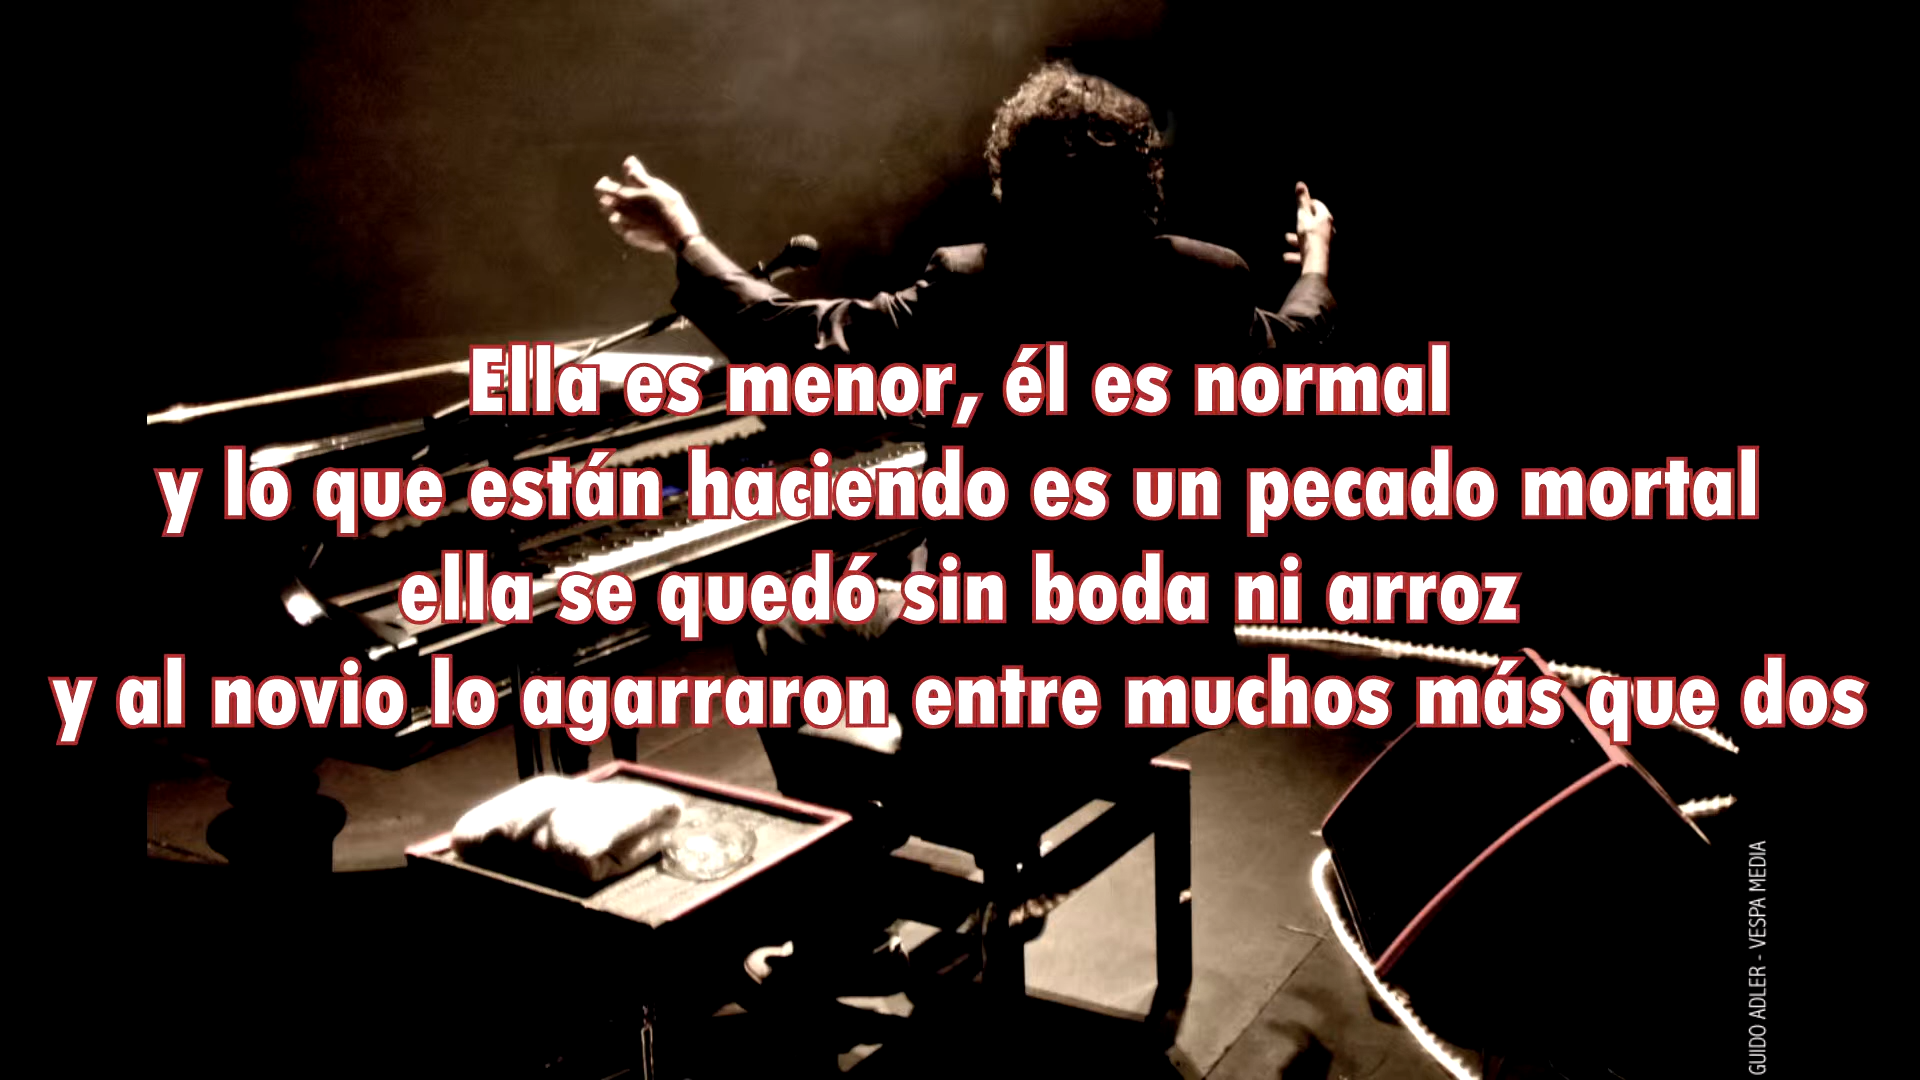 Ella es menor, él es normal
y lo que están haciendo es un pecado mortal
ella se quedó sin boda ni arroz
y al novio lo agarraron entre muchos más que dos
GUIDO ADLER - VESPA MEDIA